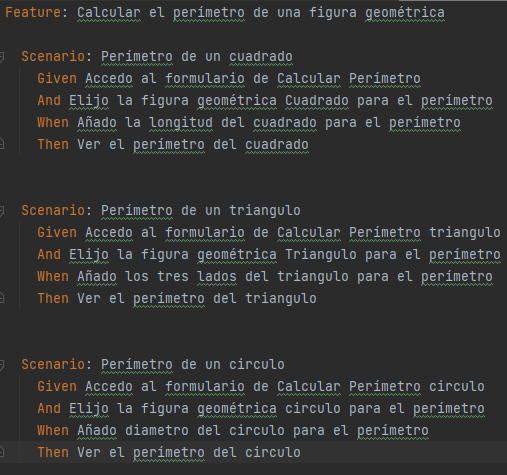 Feature: Calcular el perímetro de una figura geométrica
Scenario: Perímetro de un cuadrado
Given Accedo al formulario de Calcular Perímetro
And Elijo la figura geométrica Cuadrado para el perímetro
When Añado la longitud del cuadrado para el perímetro
Then Ver el perímetro del cuadrado
Scenario: Perímetro de un triangulo
Given Accedo al formulario de Calcular Perímetro triangulo
And Elijo la figura geométrica Triangulo para el perímetro
When Añado los tres lados del triangulo para el perímetro
Then Ver el perímetro del triangulo
Scenario: Perímetro de un circulo
Given Accedo al formulario de Calcular Perímetro circulo
And Elijo la figura geométrica circulo para el perímetro
When Añado diametro del circulo para el perímetro
Then Ver el perímetro del circulo